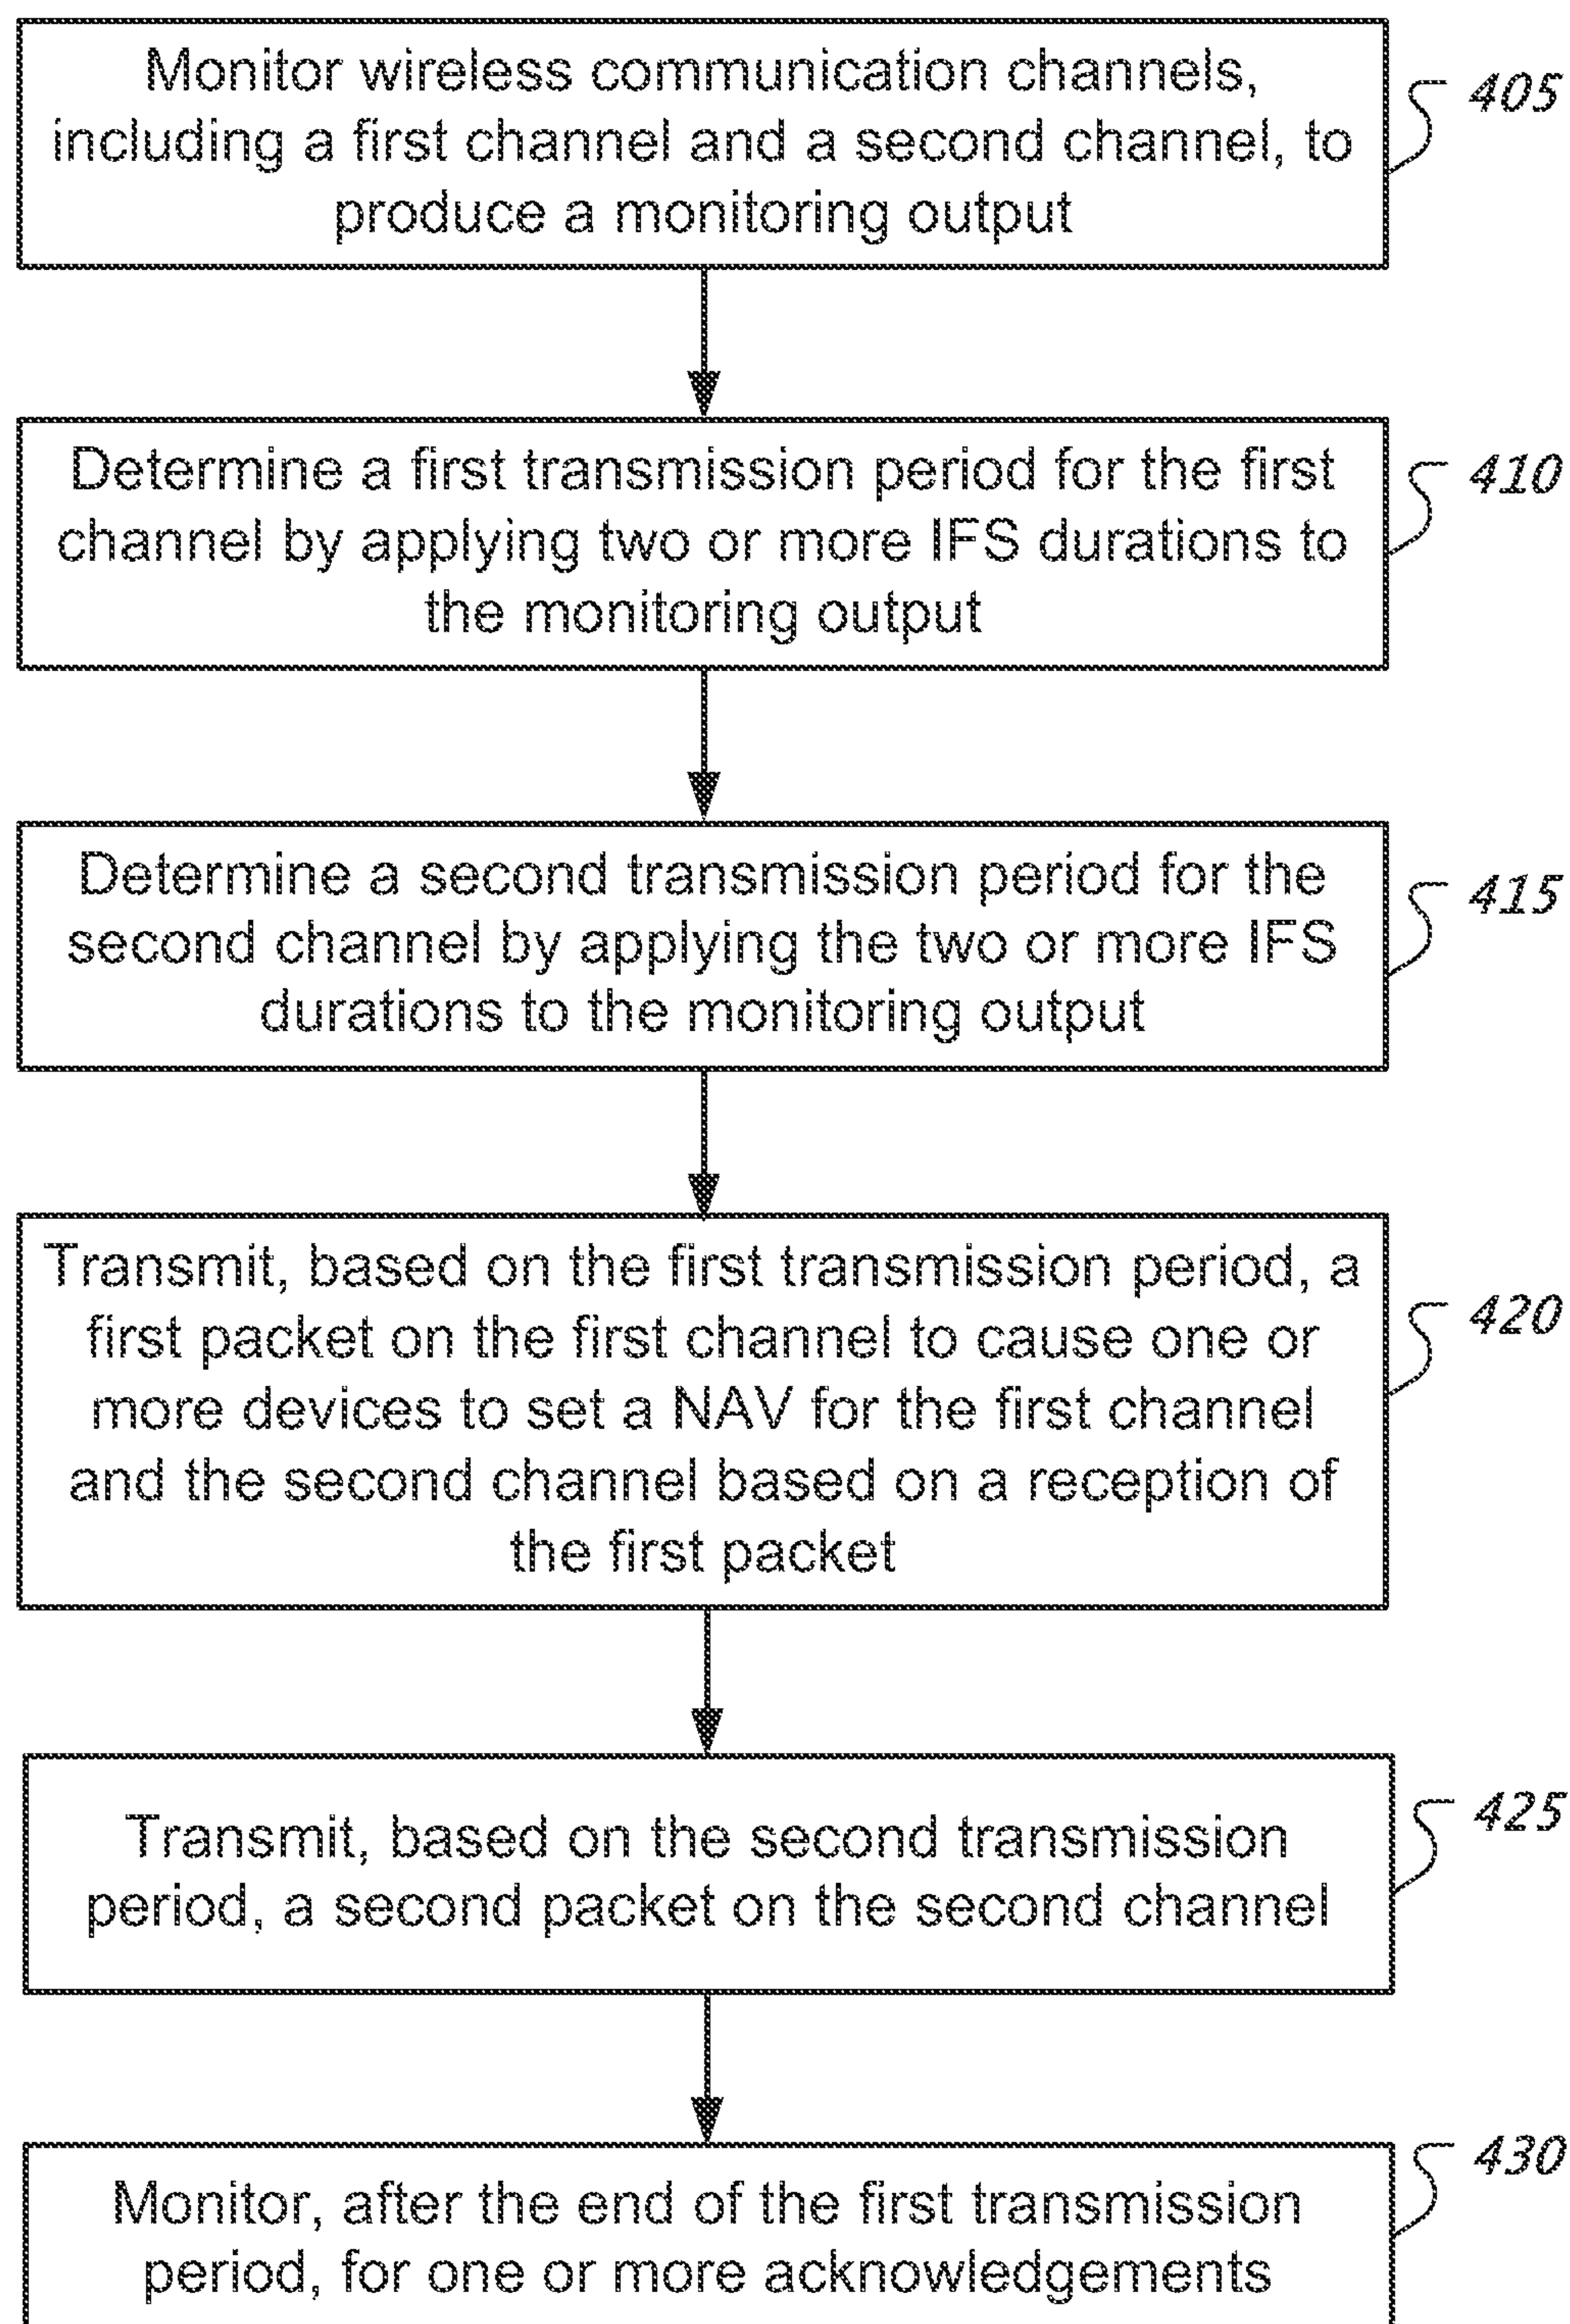 Monitor wireless communication channels,
including a first channel and a second channel, to
produce a monitoring output
405
Determine a first transmission period for the first
channel by applying two or more IFS durations to
the monitoring output
410
Determine a second transmission period for the
second channel by applying the two or more IFS
durations to the monitoring output
415
Transmit, based on the first transmission period, a
first packet on the first channel to cause one or
more devices to set a NAV for the first channel
and the second channel based on a reception of
the first packet
420
Transmit, based on the second transmission
period, a second packet on the second channel
425
Monitor, after the end of the first transmission
period, for one or more acknowledgements
430